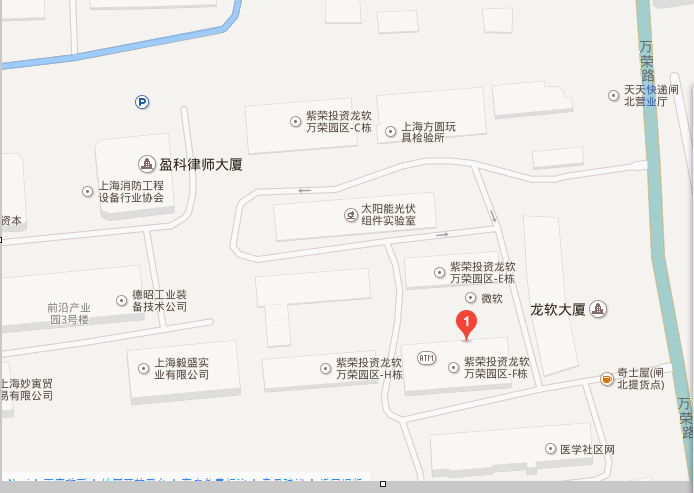 万荣路
天天快递闸
北营业厅
P
紫荣投资龙软
万荣园区-C栋
上海方圆玩
具检验所
盈科律师大厦
上海消防工程
设备行业协会
资本
太阳能光伏
组件实验室
紫荣投资龙软
万荣园区-E栋
微软
德昭工业装
备技术公司
前沿产业
园3号楼
龙软大厦
1
ATM
上海毅盛实
业有限公司
紫荣投资龙软
万荣园区-H栋
紫荣投资龙软
万荣园区-F栋
奇士屋(闸
北提货点)
上海妙寅贸
易有限公司
万荣路
医学社区网